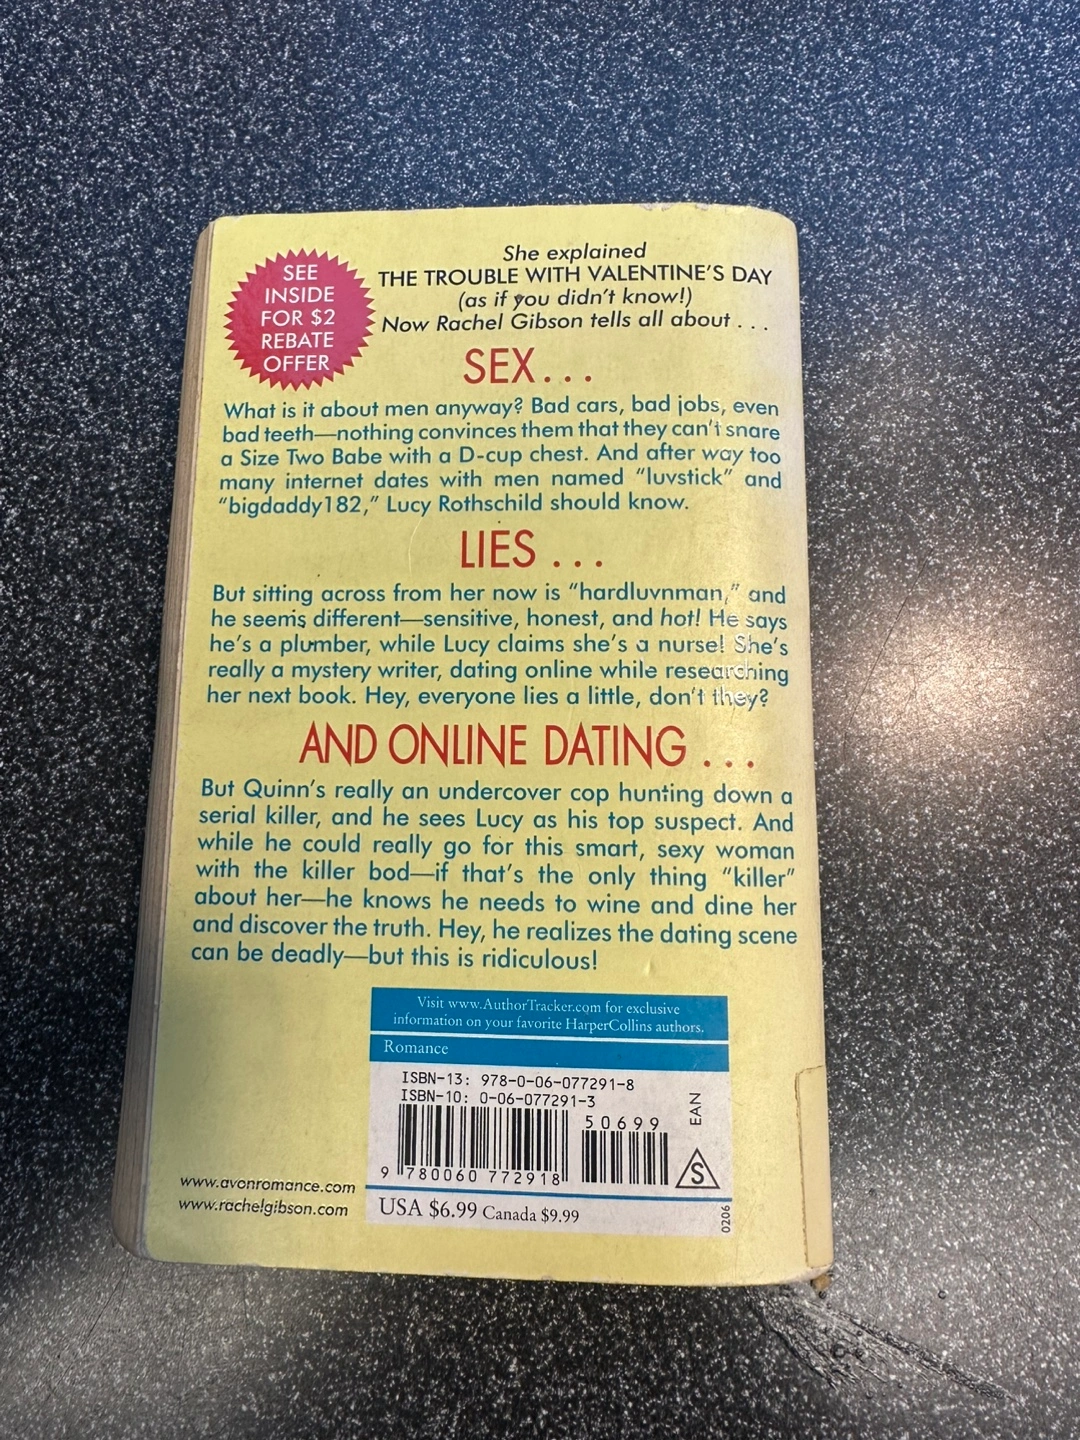 SEE
INSIDE
FOR $2
REBATE
OFFER
She explained
THE TROUBLE WITH VALENTINE'S DAY
(as if you didn't know!)
Now Rachel Gibson tells all about . . .
SEX . . .
What is it about men anyway? Bad cars, bad jobs, even
bad teeth—nothing convinces them that they can't snare
a Size Two Babe with a D-cup chest. And after way too
many internet dates with men named "luvstick" and
"bigdaddy182," Lucy Rothschild should know.
LIES . . .
But sitting across from her now is "hardluvnman," and
he seems different—sensitive, honest, and hot! He says
he's a plumber, while Lucy claims she's a nurse! She's
really a mystery writer, dating online while researching
her next book. Hey, everyone lies a little, don't they?
AND ONLINE DATING . . .
But Quinn's really an undercover cop hunting down a
serial killer, and he sees Lucy as his top suspect. And
while he could really go for this smart, sexy woman
with the killer bod—if that's the only thing "killer"
about her—he knows he needs to wine and dine her
and discover the truth. Hey, he realizes the dating scene
can be deadly—but this is ridiculous!
Visit www.AuthorTracker.com for exclusive
information on your favorite HarperCollins authors.
Romance
ISBN-13: 978-0-06-077291-8
ISBN-10: 0-06-077291-3
50699
EAN
9 780060 772918
S
USA $6.99 Canada $9.99
0206
www.avonromance.com
www.rachelgibson.com